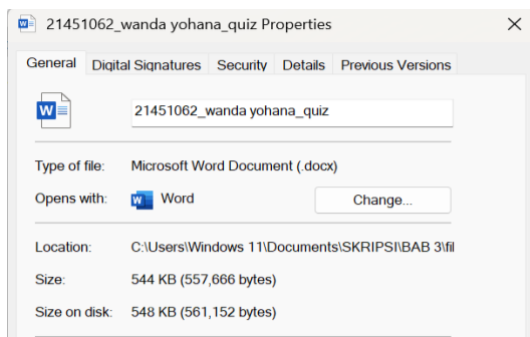 21451062_wanda yohana_quiz Properties
General Digital Signatures Security Details Previous Versions
21451062_wanda yohana_quiz
Type of file: Microsoft Word Document (.docx)
Opens with: Word Change...
Location: C:\Users\Windows 11\Documents\SKRIPSI\BAB 3\fil
Size: 544 KB (557,666 bytes)
Size on disk: 548 KB (561,152 bytes)